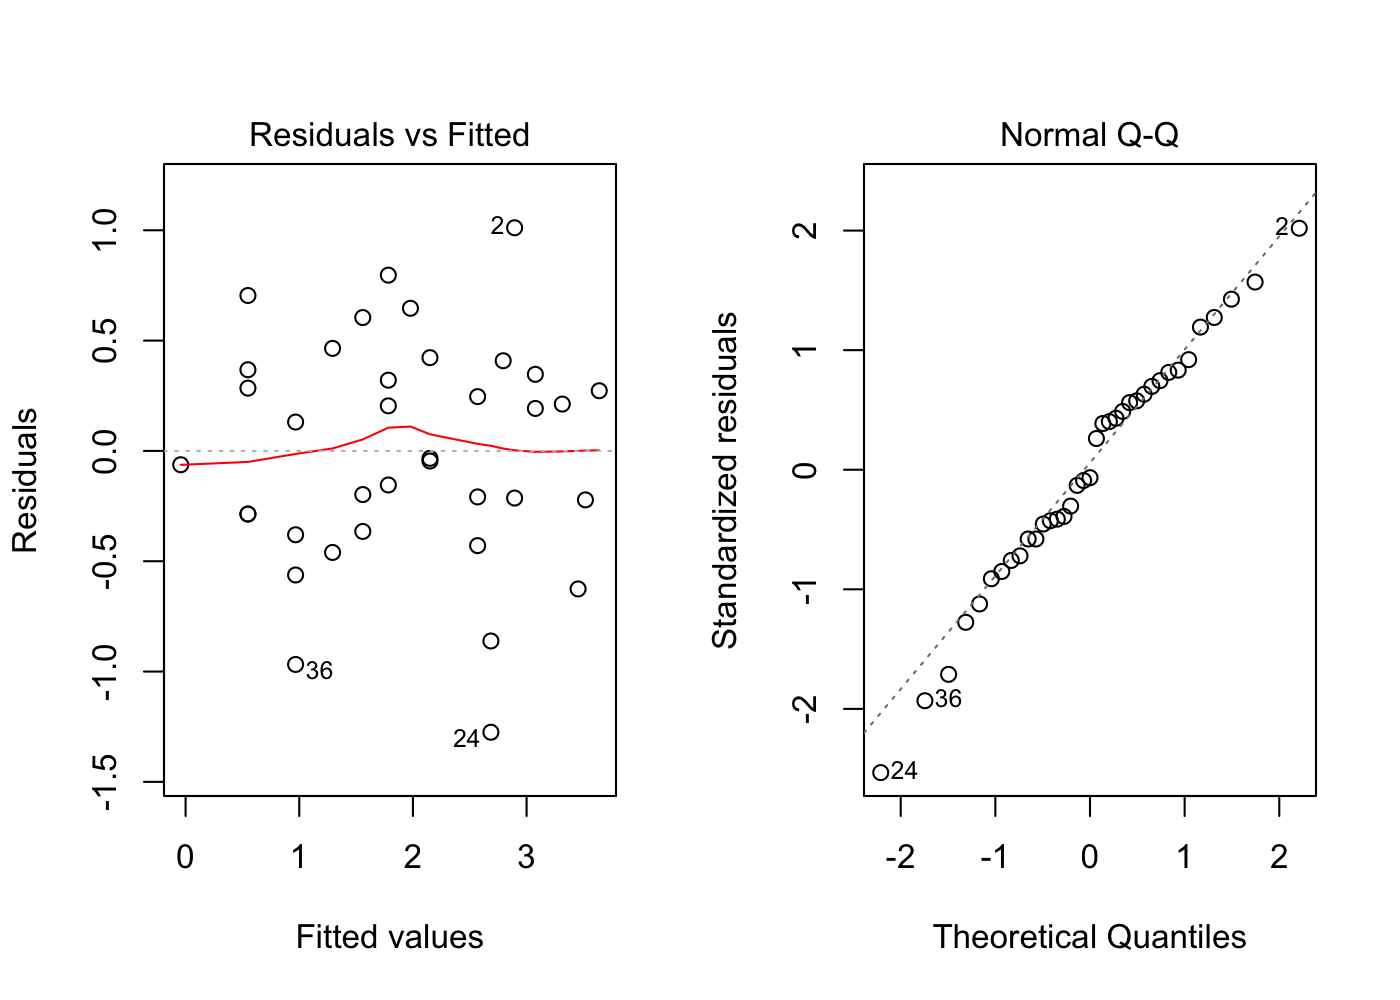 Residuals vs Fitted
Residuals
1.0
0.5
0.0
-0.5
-1.0
-1.5
2
36
24
0 1 2 3
Fitted values
Normal Q-Q
Standardized residuals
2
1
0
-1
-2
2
36
24
-2 -1 0 1 2
Theoretical Quantiles